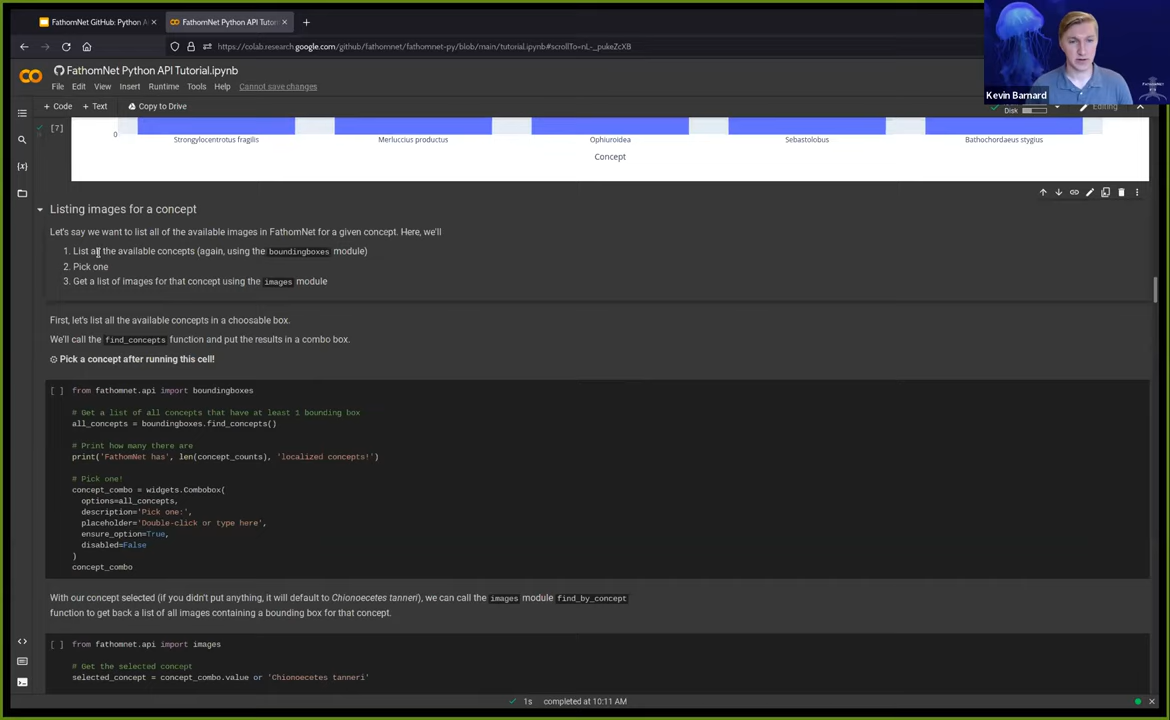 FathomNet GitHub: Python A
FathomNet Python API Tutor
https://colab.research.google.com/github/fathomnet/fathomnet-py/blob/main/tutorial.ipynb#scrollTo=nL-_pukeZcXB
Kevin Barnard
FathomNet Python API Tutorial.ipynb
File Edit View Insert Runtime Tools Help Cannot save changes
+ Code + Text Copy to Drive
Disk
Editing
[7]
0
Strongylocentrotus fragilis Merluccius productus Ophiuroidea Sebastolobus Bathochordaeus stygius
Concept
Listing images for a concept
Let's say we want to list all of the available images in FathomNet for a given concept. Here, we'll
1. List all the available concepts (again, using the boundingboxes module)
2. Pick one
3. Get a list of images for that concept using the images module
First, let's list all the available concepts in a choosable box.
We'll call the find_concepts function and put the results in a combo box.
Pick a concept after running this cell!
[ ] from fathomnet.api import boundingboxes
# Get a list of all concepts that have at least 1 bounding box
all_concepts = boundingboxes.find_concepts()
# Print how many there are
print('FathomNet has', len(concept_counts), 'localized concepts!')
# Pick one!
concept_combo = widgets.Combobox(
options=all_concepts,
description='Pick one:',
placeholder='Double-click or type here',
ensure_option=True,
disabled=False
)
concept_combo
With our concept selected (if you didn't put anything, it will default to Chionoecetes tanneri), we can call the images module find_by_concept
function to get back a list of all images containing a bounding box for that concept.
[ ] from fathomnet.api import images
# Get the selected concept
selected_concept = concept_combo.value or 'Chionoecetes tanneri'
1s completed at 10:11 AM